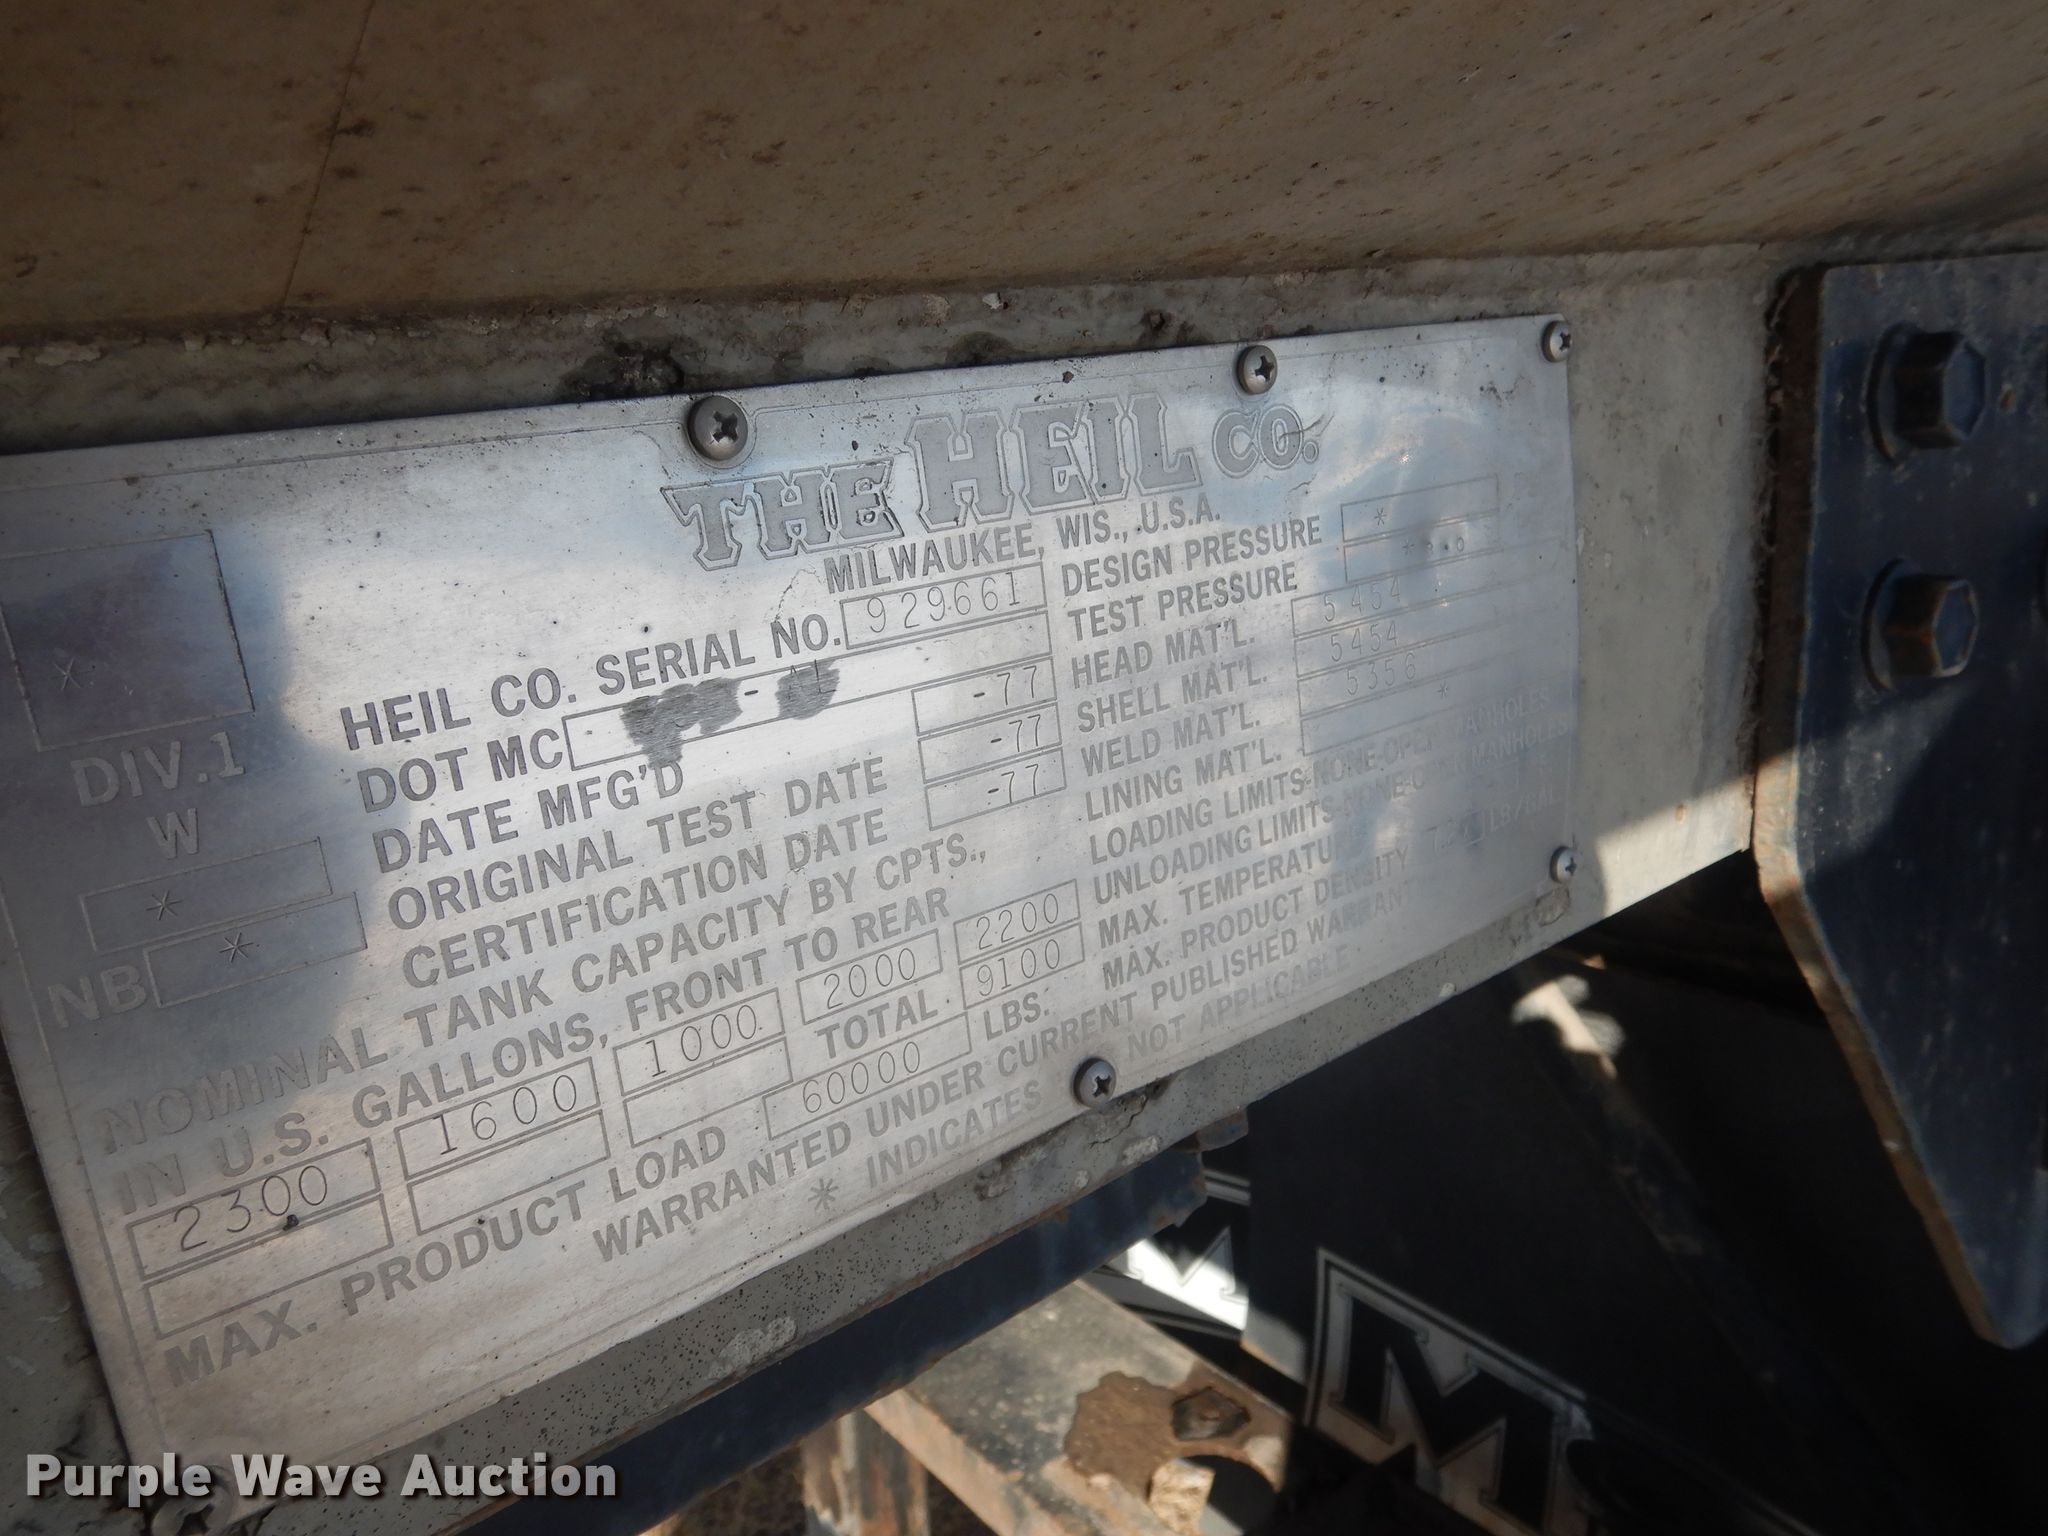 THE HEIL CO.
MILWAUKEE, WIS., U.S.A.
*
DIV.1
W
*
NB *
HEIL CO. SERIAL NO. 929661
DOT MC - AL
DATE MFG'D -77
ORIGINAL TEST DATE -77
CERTIFICATION DATE -77
NOMINAL TANK CAPACITY BY CPTS.,
IN U.S. GALLONS, FRONT TO REAR
2300 1600 1000 2000 2200
TOTAL 9100
MAX. PRODUCT LOAD 60000 LBS.
DESIGN PRESSURE *
TEST PRESSURE *
HEAD MAT'L. 5454
SHELL MAT'L. 5454
WELD MAT'L. 5356
LINING MAT'L. *
LOADING LIMITS-NONE-OPEN MANHOLES
UNLOADING LIMITS-NONE-OPEN MANHOLES
MAX. TEMPERATURE
MAX. PRODUCT DENSITY LB/GAL
WARRANTED UNDER CURRENT PUBLISHED WARRANTY
* INDICATES NOT APPLICABLE
M
M
Purple Wave Auction